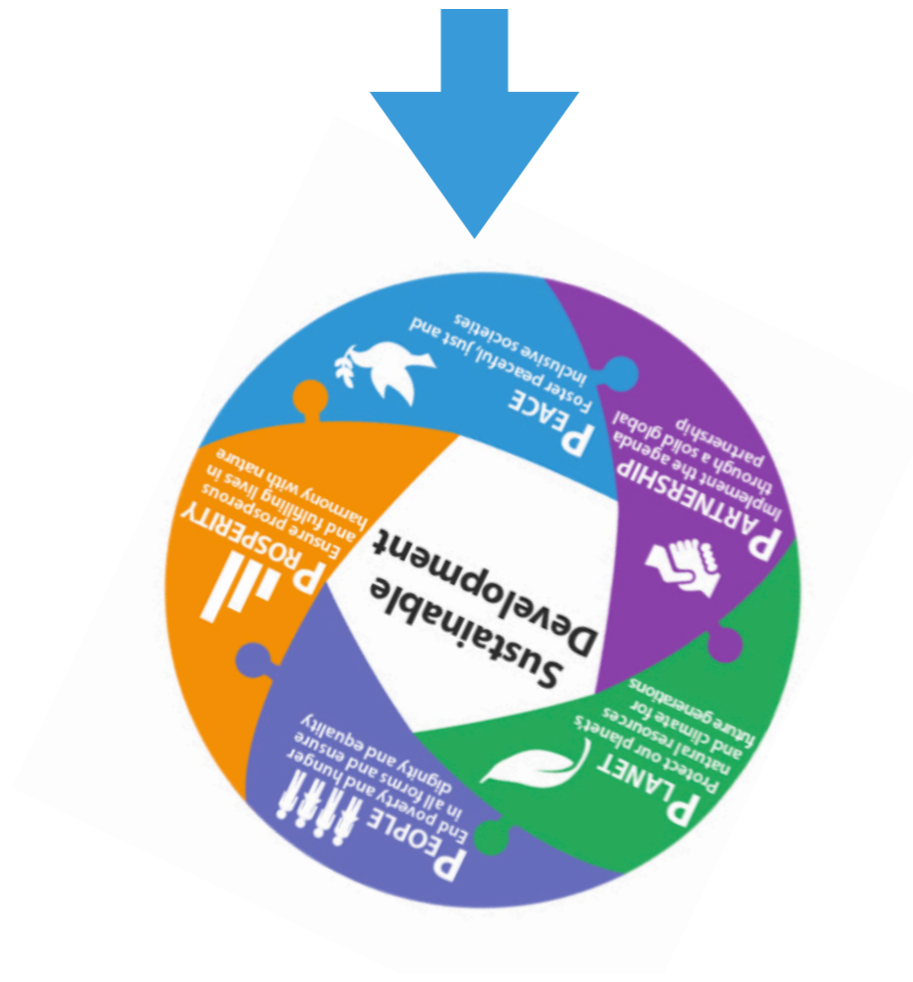 Sustainable
Development
PEOPLE
End poverty and hunger
in all forms and ensure
dignity and equality
PLANET
Protect our planet's
natural resources
and climate for
future generations
PROSPERITY
Ensure prosperous
and fulfilling lives in
harmony with nature
PARTNERSHIP
Implement the agenda
through a solid global
partnership
PEACE
Foster peaceful, just and
inclusive societies